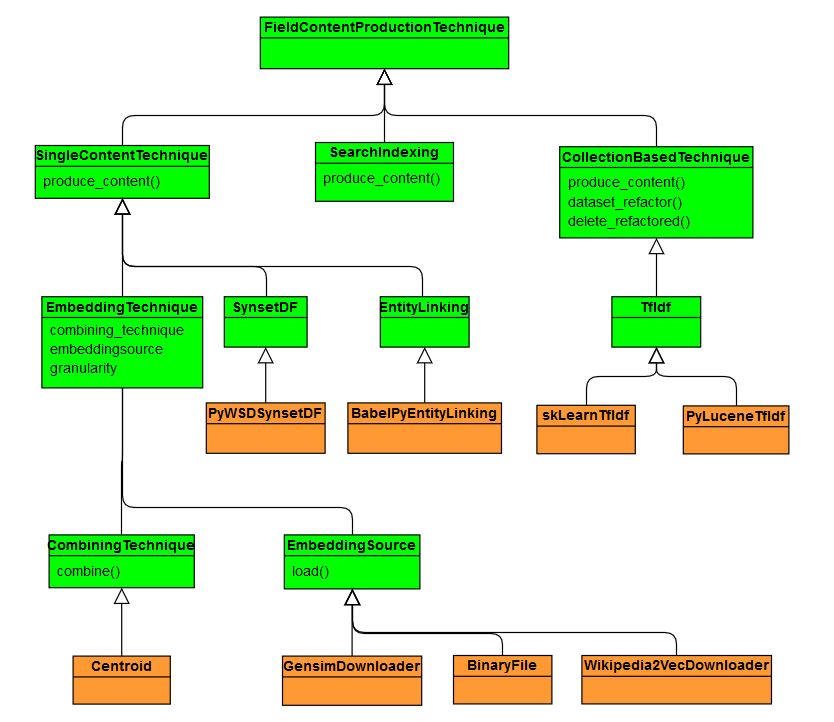 FieldContentProductionTechnique
SingleContentTechnique
produce_content()
SearchIndexing
produce_content()
CollectionBasedTechnique
produce_content()
dataset_refactor()
delete_refactored()
EmbeddingTechnique
combining_technique
embeddingsource
granularity
SynsetDF
EntityLinking
TfIdf
PyWSDSynsetDF
BabelPyEntityLinking
skLearnTfIdf
PyLuceneTfIdf
CombiningTechnique
combine()
EmbeddingSource
load()
Centroid
GensimDownloader
BinaryFile
Wikipedia2VecDownloader